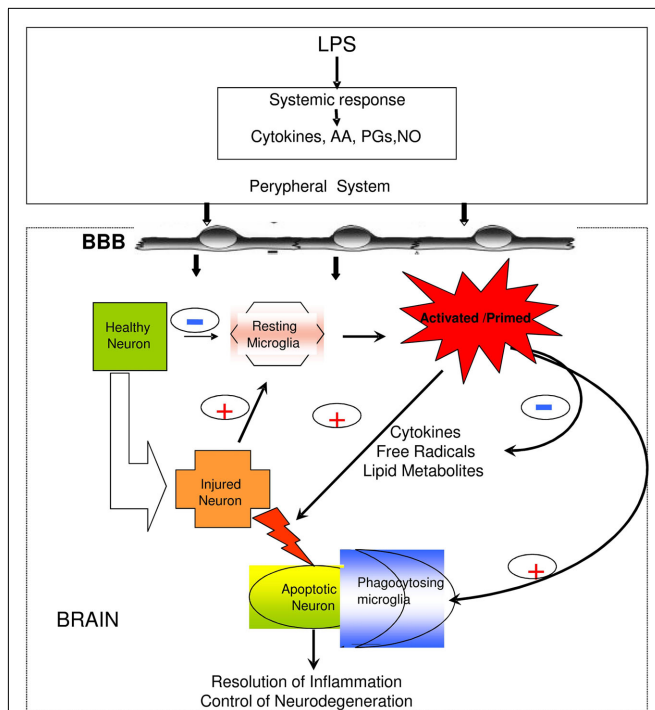 LPS
Systemic response
Cytokines, AA, PGs,NO
Perypheral System
BBB
Healthy
Neuron
Resting
Microglia
Activated /Primed
+
+
Cytokines
Free Radicals
Lipid Metabolites
Injured
Neuron
Apoptotic
Neuron
Phagocytosing
microglia
+
BRAIN
Resolution of Inflammation
Control of Neurodegeneration